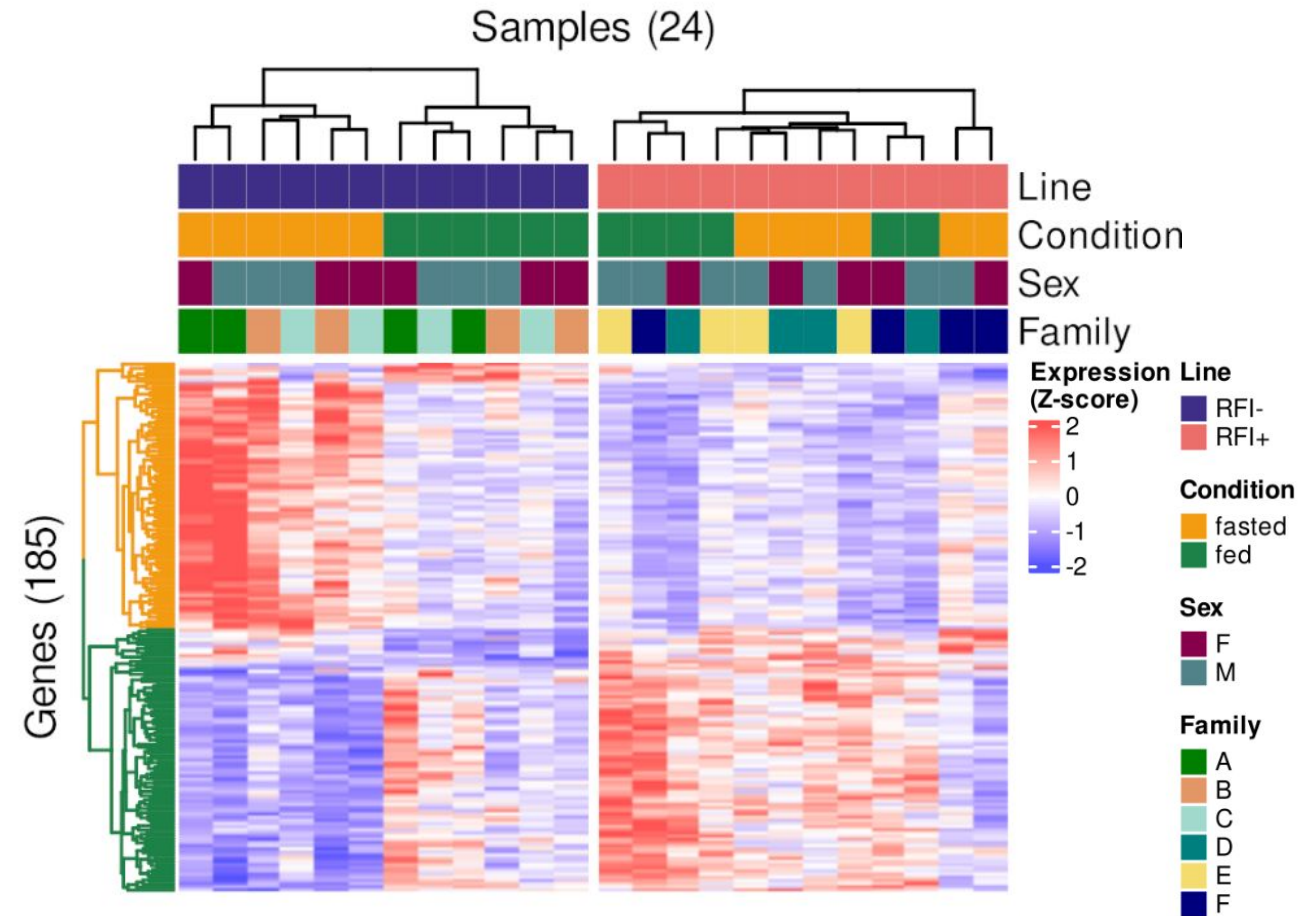 Samples (24)
Line
Condition
Sex
Family
Genes (185)
Expression
(Z-score)
2
1
0
-1
-2
Line
RFI-
RFI+
Condition
fasted
fed
Sex
F
M
Family
A
B
C
D
E
F